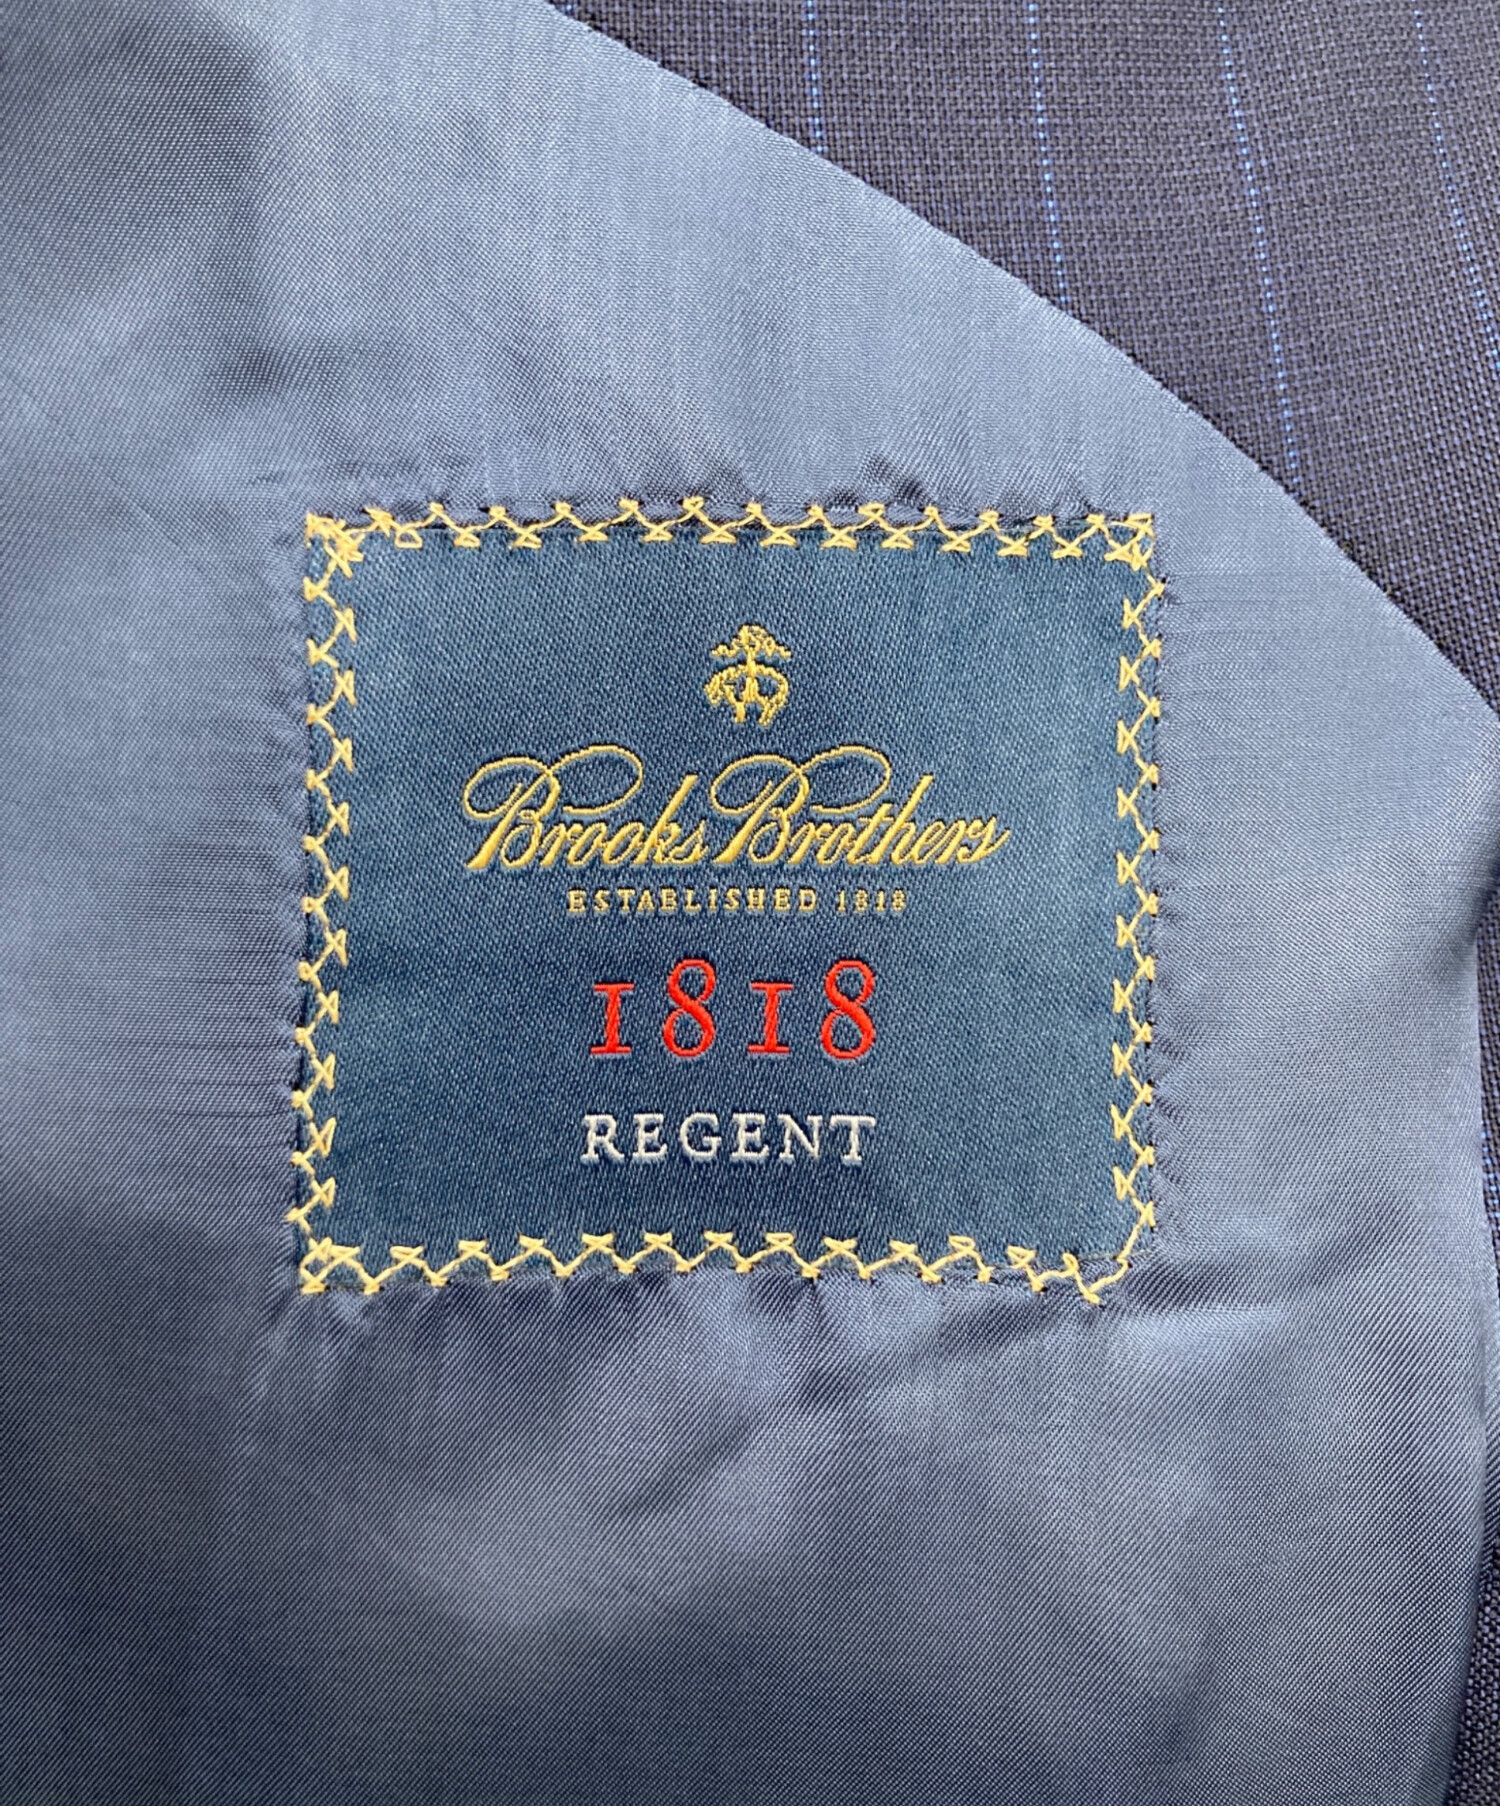 Brooks Brothers
ESTABLISHED 1818
1818
REGENT